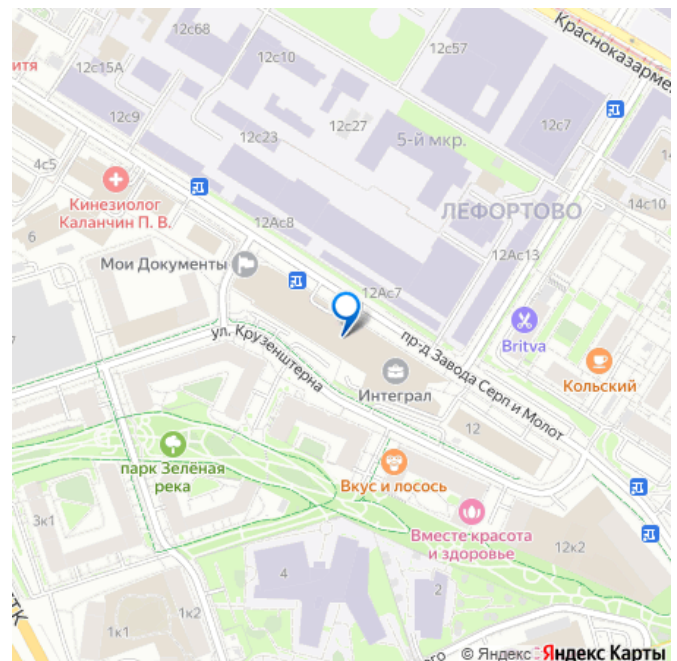 12с68
12с57
Красноказарме
12с10
итя
12с15А
12с9
12с27
12с7
12с23
5-й мкр.
4с5
14с10
Кинезиолог
Каланчин П. В.
ЛЕФОРТОВО
12Ас8
6
12Ас13
Мои Документы
12Ас7
ул. Крузенштерна
Britva
пр-д Завода Серп и Молот
Кольский
Интеграл
12
парк Зелёная
река
Вкус и лосось
3к1
Вместе красота
и здоровье
12к2
4
2
1к2
1к1
ТК
© Яндекс
Яндекс Карты